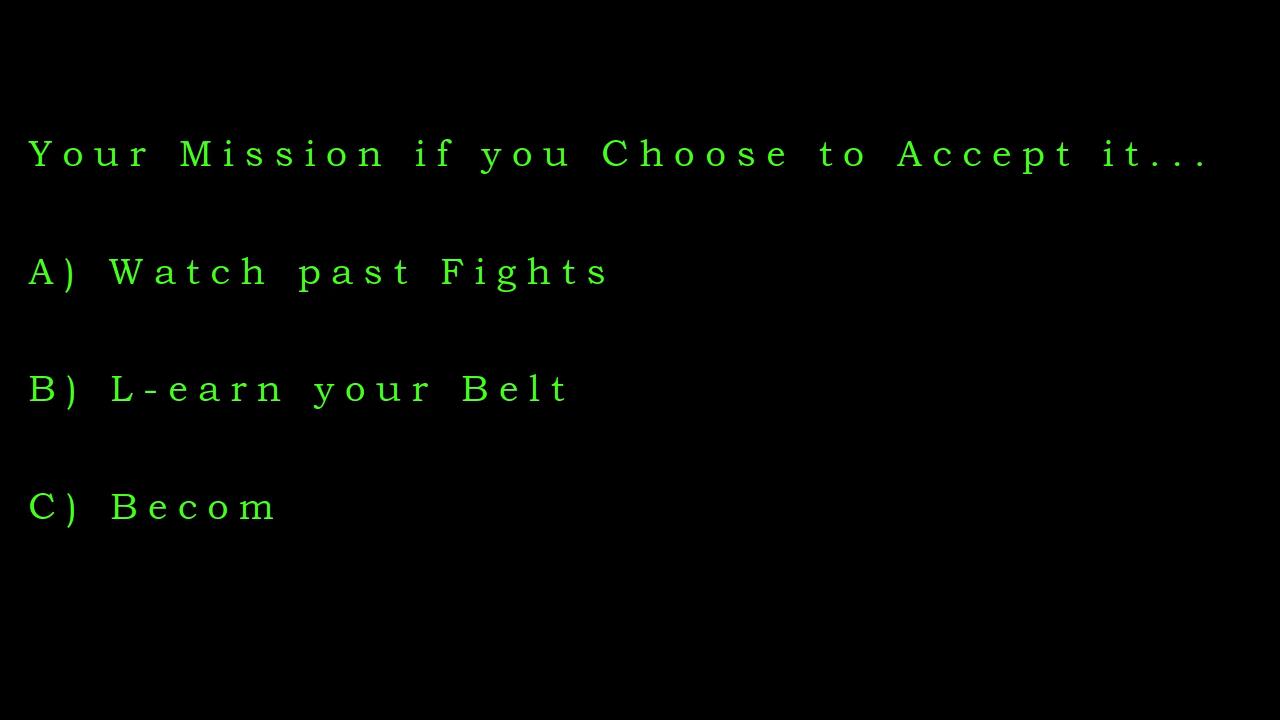 Your Mission if you Choose to Accept it...
A) Watch past Fights
B) L-earn your Belt
C) Becom